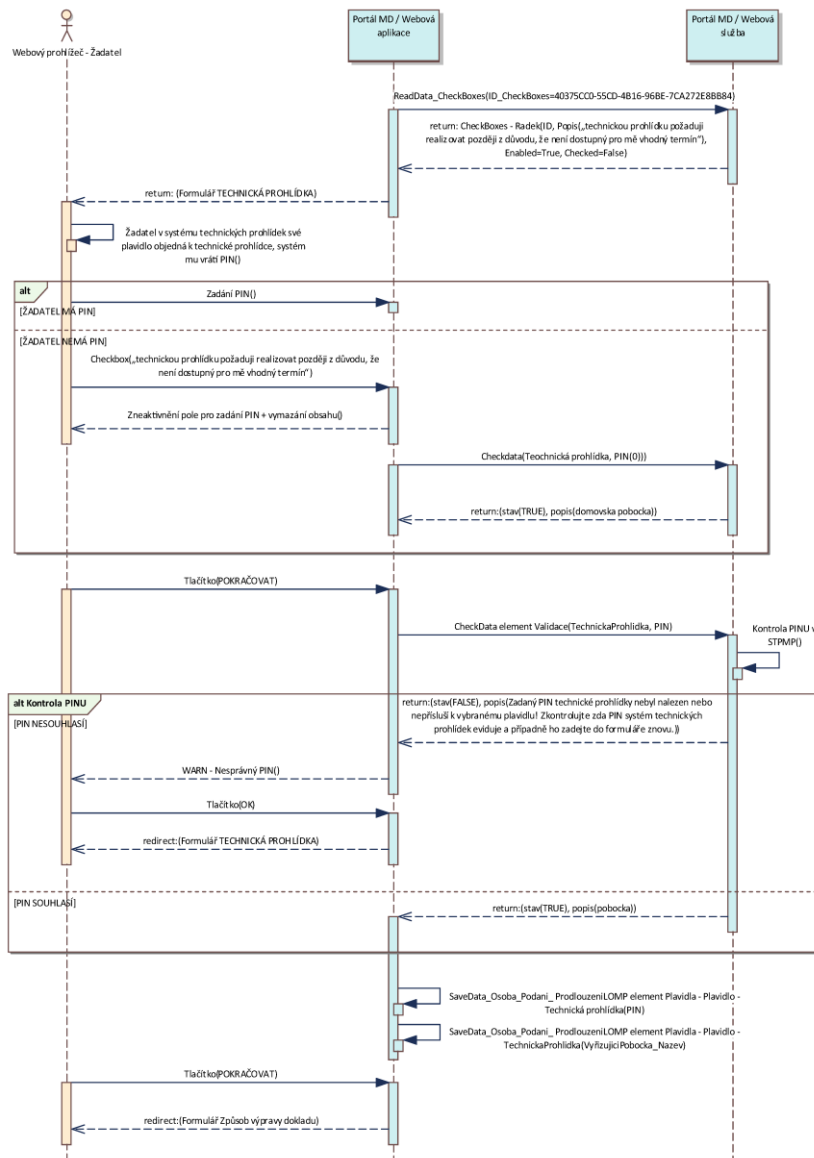 Webový prohlížeč - Žadatel
Portál MD / Webová
aplikace
Portál MD / Webová
služba
ReadData_CheckBoxes(ID_CheckBoxes=40375CC0-55CD-4B16-96BE-7CA272E8BB84)
return: CheckBoxes - Radek(ID, Popis(„technickou prohlídku požaduji
realizovat později z důvodu, že není dostupný pro mě vhodný termín“),
Enabled=True, Checked=False)
return: (Formulář TECHNICKÁ PROHLÍDKA)
Žadatel v systému technických prohlídek své
plavidlo objedná k technické prohlídce, systém
mu vrátí PIN()
alt
Zadání PIN()
[ŽADATEL MÁ PIN]
[ŽADATEL NEMÁ PIN]
Checkbox(„technickou prohlídku požaduji realizovat později z důvodu, že
není dostupný pro mě vhodný termín“)
Zneaktivnění pole pro zadání PIN + vymazání obsahu()
Checkdata(Teochnická prohlídka, PIN(0)))
return:(stav(TRUE), popis(domovska pobocka))
Tlačítko(POKRAČOVAT)
CheckData element Validace(TechnickaProhlidka, PIN)
Kontrola PINU v
STPMP()
alt Kontrola PINU
return:(stav(FALSE), popis(Zadaný PIN technické prohlídky nebyl nalezen nebo
nepřísluší k vybranému plavidlu! Zkontrolujte zda PIN systém technických
prohlídek eviduje a případně ho zadejte do formuláře znovu.))
[PIN NESOUHLASÍ]
WARN - Nesprávný PIN()
Tlačítko(OK)
redirect:(Formulář TECHNICKÁ PROHLÍDKA)
[PIN SOUHLASÍ]
return:(stav(TRUE), popis(pobocka))
SaveData_Osoba_Podani_ProdlouzeniLOMP element Plavidla - Plavidlo -
Technická prohlídka(PIN)
SaveData_Osoba_Podani_ProdlouzeniLOMP element Plavidla - Plavidlo -
TechnickaProhlidka(VyřizujiciPobocka_Nazev)
Tlačítko(POKRAČOVAT)
redirect:(Formulář Způsob výpravy dokladu)